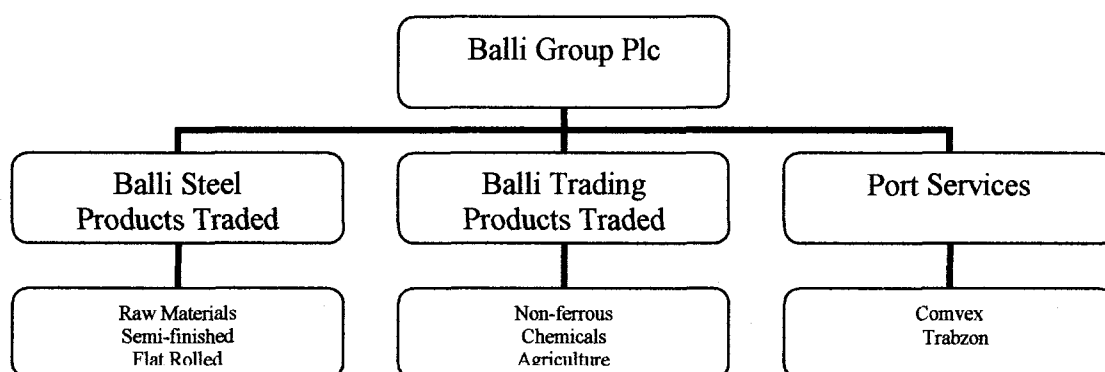 Balli Group Plc
Balli Steel
Products Traded
Balli Trading
Products Traded
Port Services
Raw Materials
Semi-finished
Flat Rolled
Non-ferrous
Chemicals
Agriculture
Comvex
Trabzon